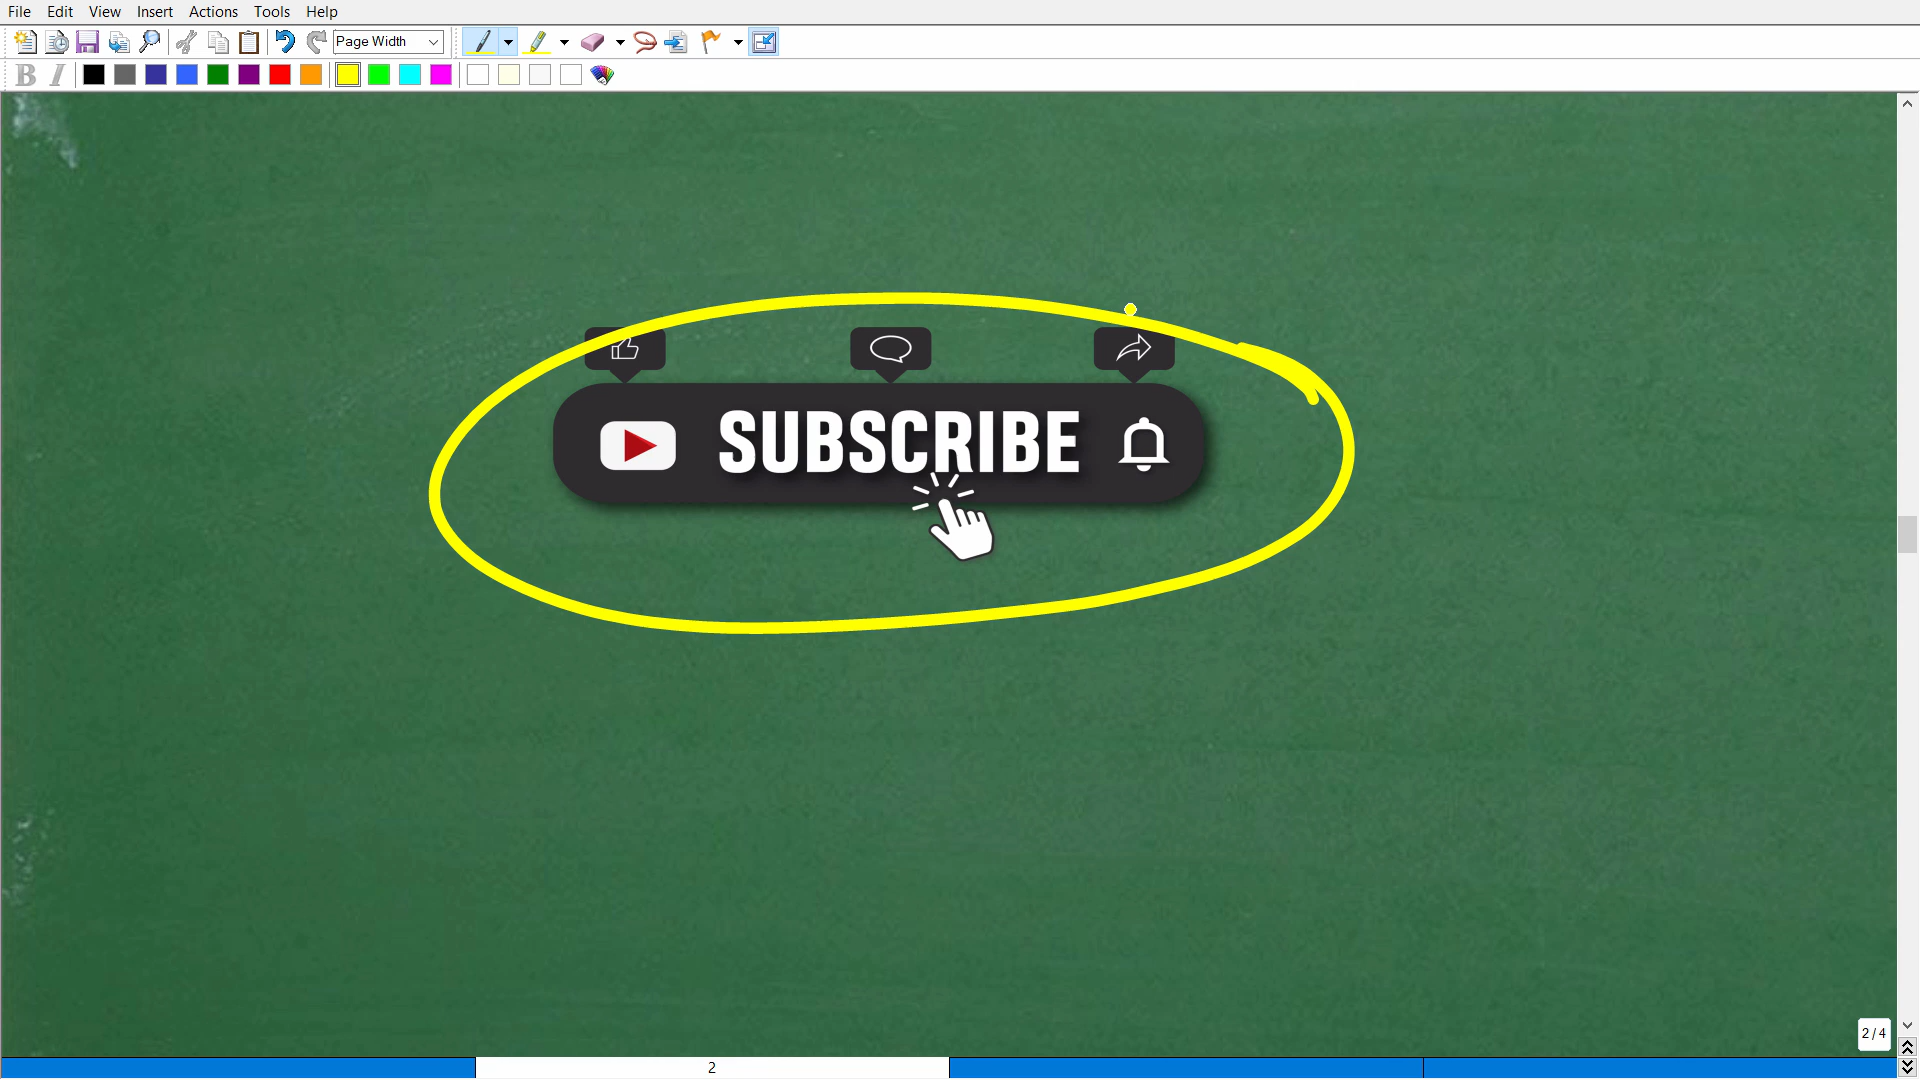 File Edit View Insert Actions Tools Help
Page Width
B I
SUBSCRIBE
2 / 4
2